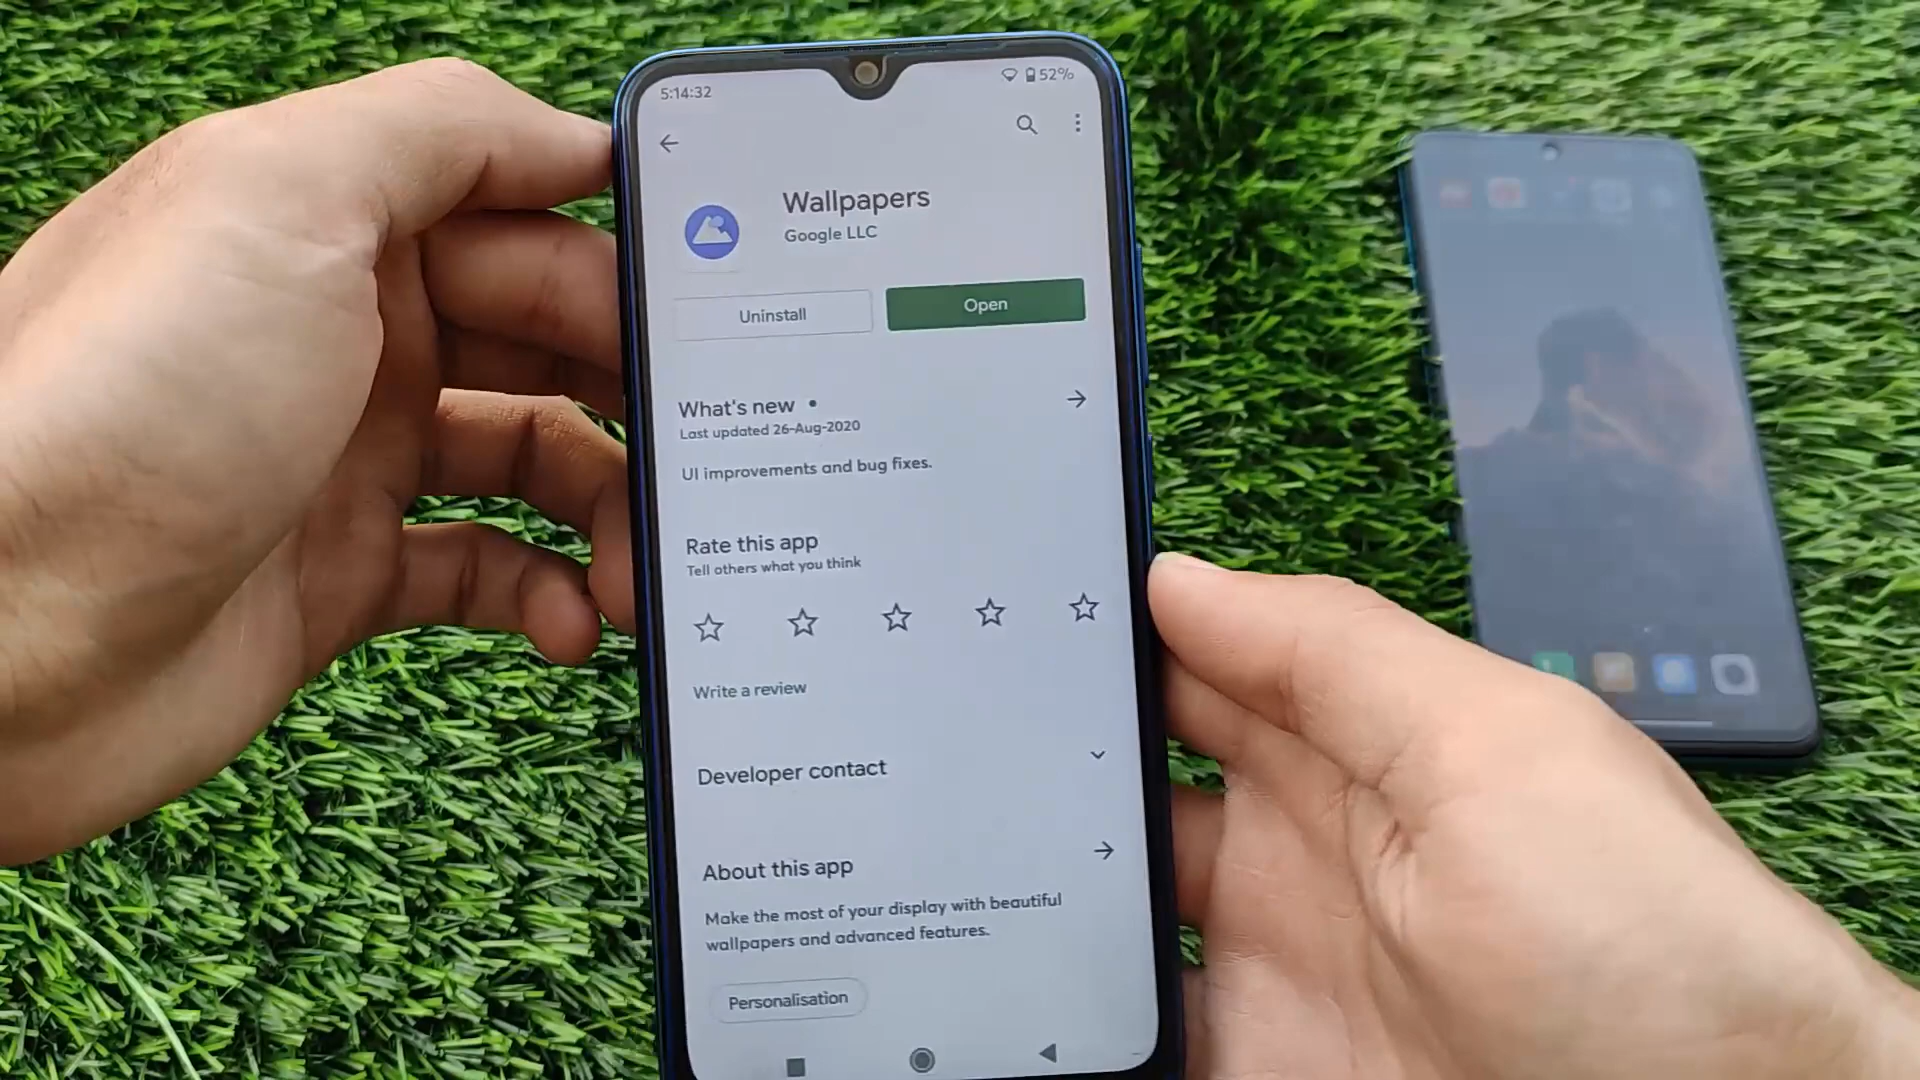 5:14:32
52%
Wallpapers
Google LLC
Uninstall
Open
What's new •
Last updated 26-Aug-2020
UI improvements and bug fixes.
Rate this app
Tell others what you think
Write a review
Developer contact
About this app
Make the most of your display with beautiful
wallpapers and advanced features.
Personalisation